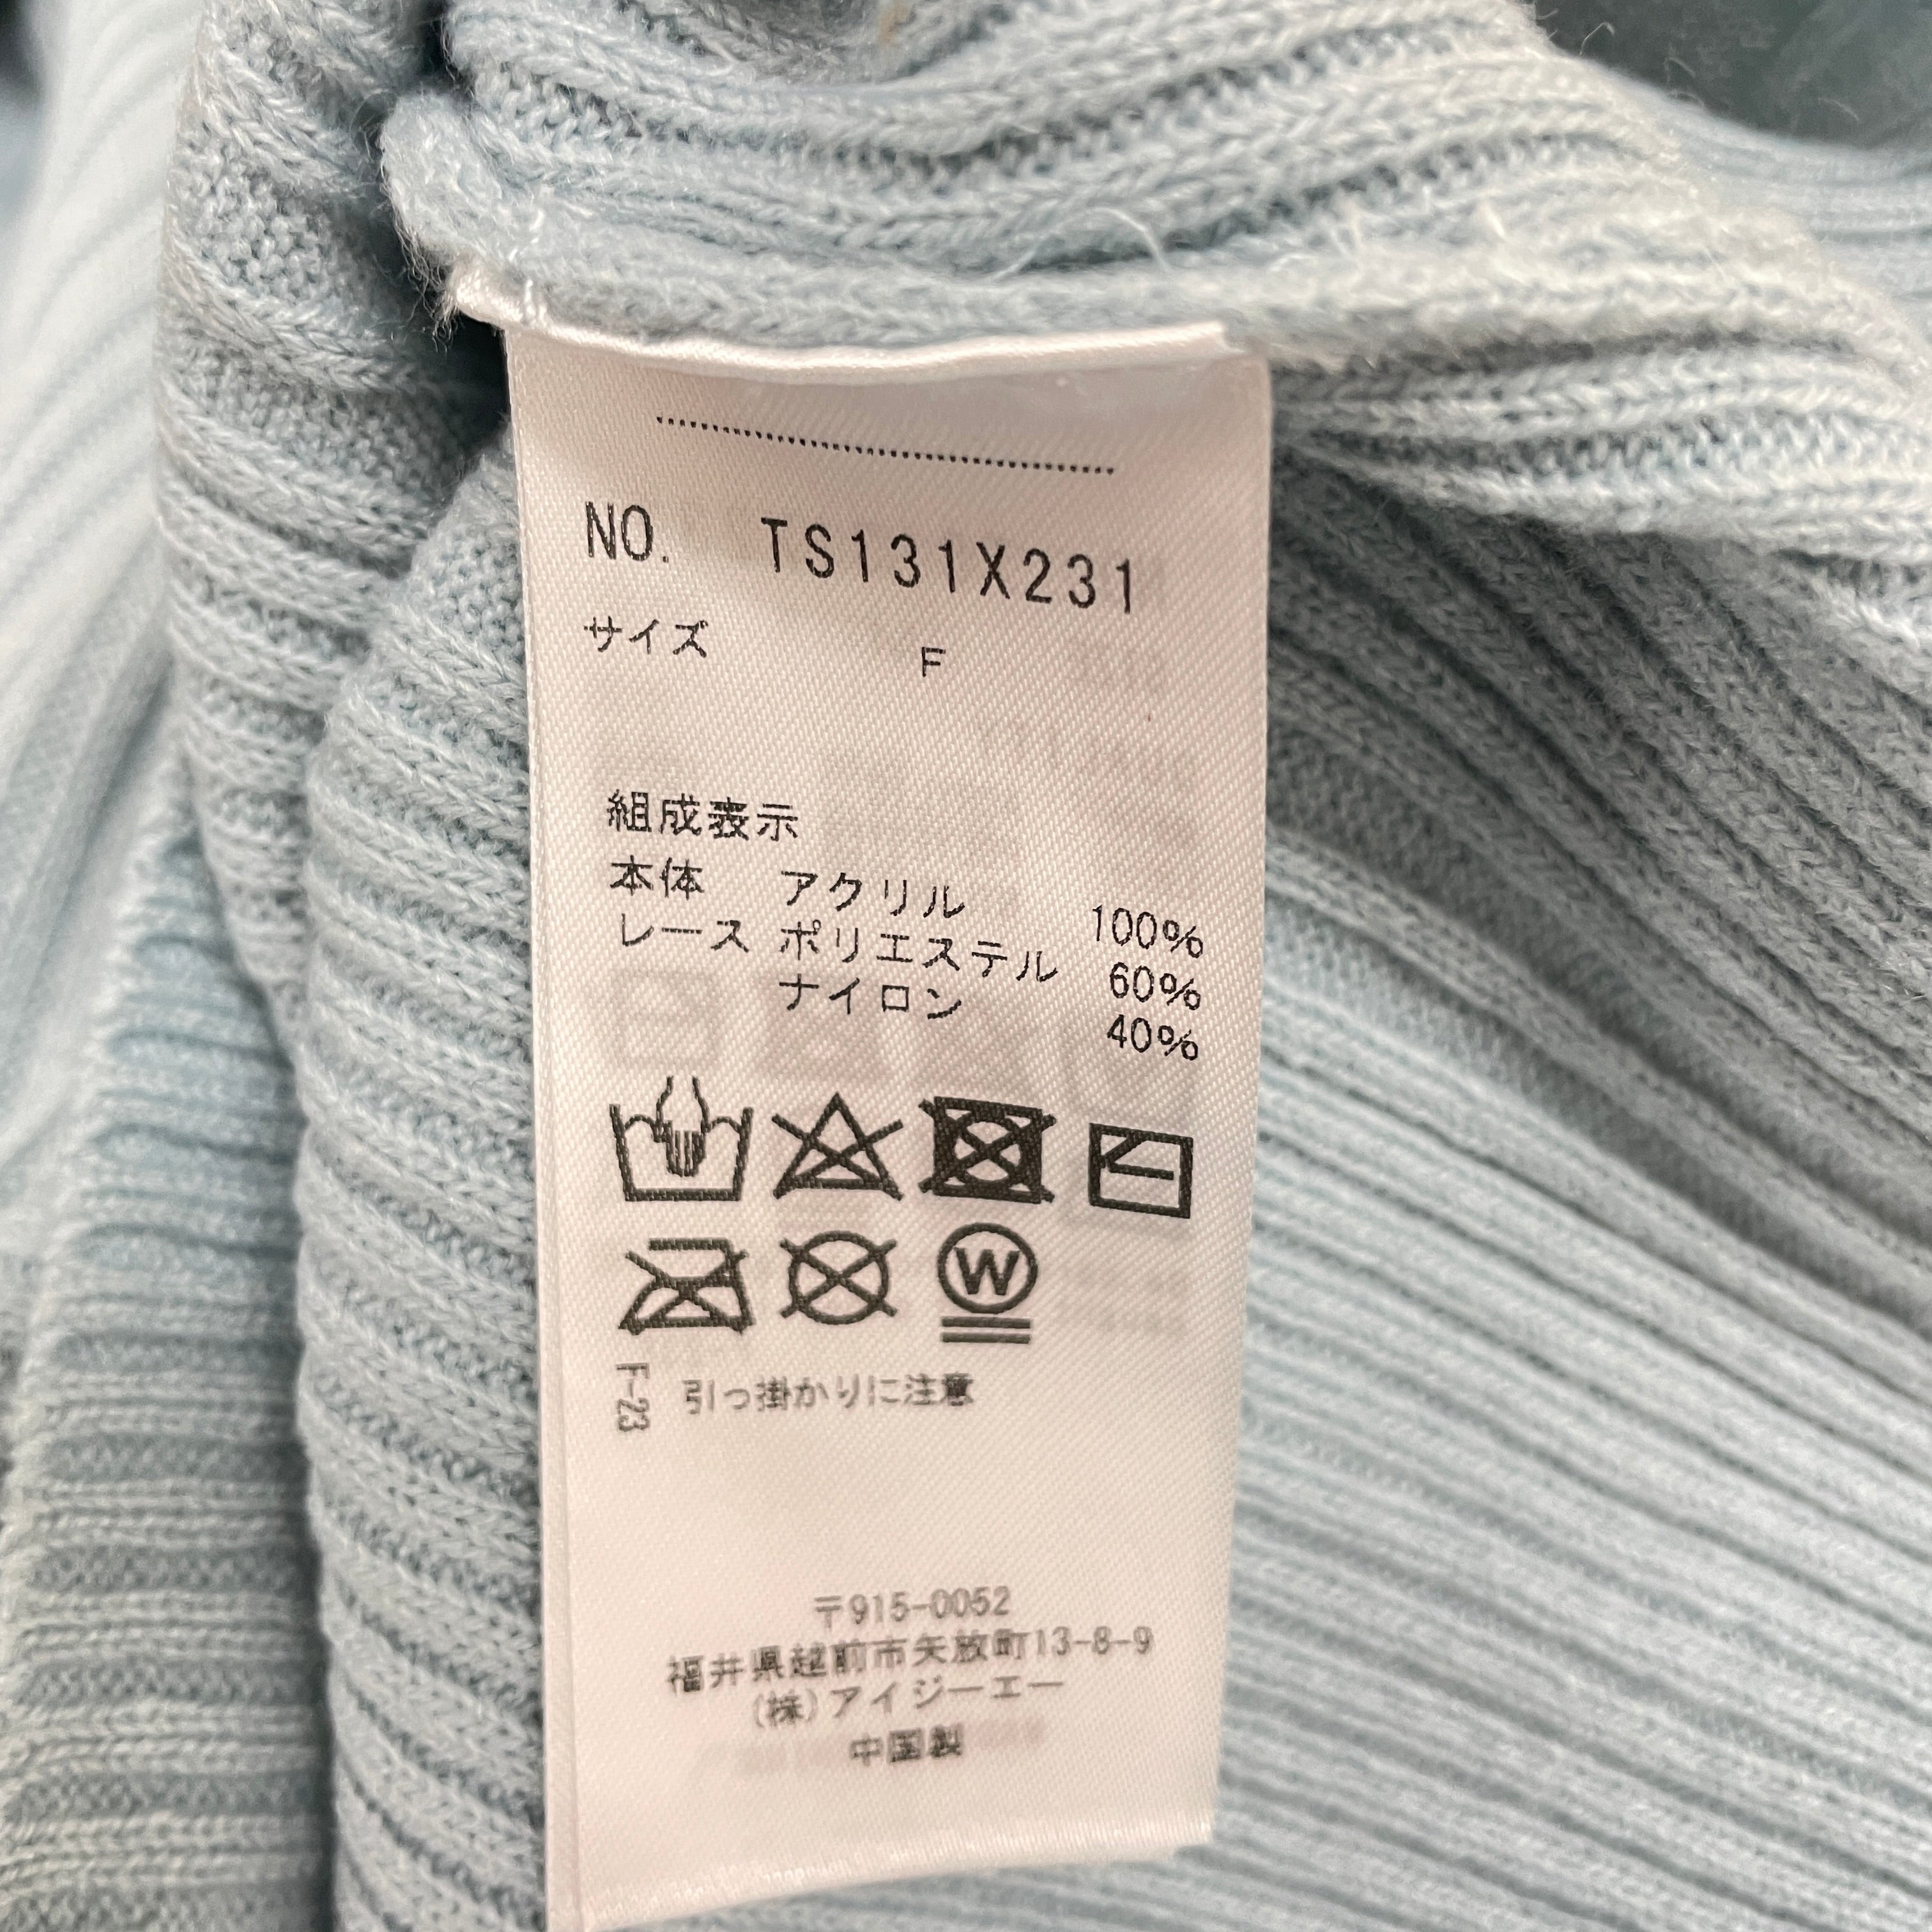 NO. TS131X231
サイズ F
組成表示
本体 アクリル 100%
レース ポリエステル 60%
ナイロン 40%
W
F-23 引っ掛かりに注意
〒915-0052
福井県越前市矢放町13-8-9
(株)アイジーエー
中国製